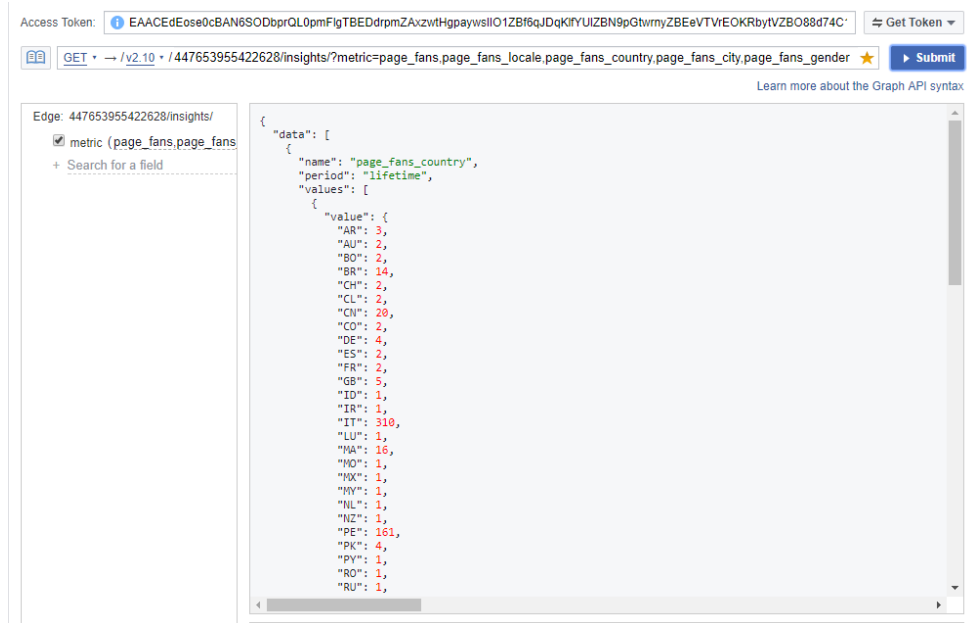 Access Token: Get Token
GET → / v2.10 / 447653955422628/insights/?metric=page_fans,page_fans_locale,page_fans_country,page_fans_city,page_fans_gender Submit
Learn more about the Graph API syntax
Edge: 447653955422628/insights/
metric (page_fans,page_fans
+ Search for a field
{
"data": [
{
"name": "page_fans_country",
"period": "lifetime",
"values": [
{
"value": {
"AR": 3,
"AU": 2,
"BO": 2,
"BR": 14,
"CH": 2,
"CL": 2,
"CN": 20,
"CO": 2,
"DE": 4,
"ES": 2,
"FR": 2,
"GB": 5,
"ID": 1,
"IR": 1,
"IT": 310,
"LU": 1,
"MA": 16,
"MO": 1,
"MX": 1,
"MY": 1,
"NL": 1,
"NZ": 1,
"PE": 161,
"PK": 4,
"PY": 1,
"RO": 1,
"RU": 1,